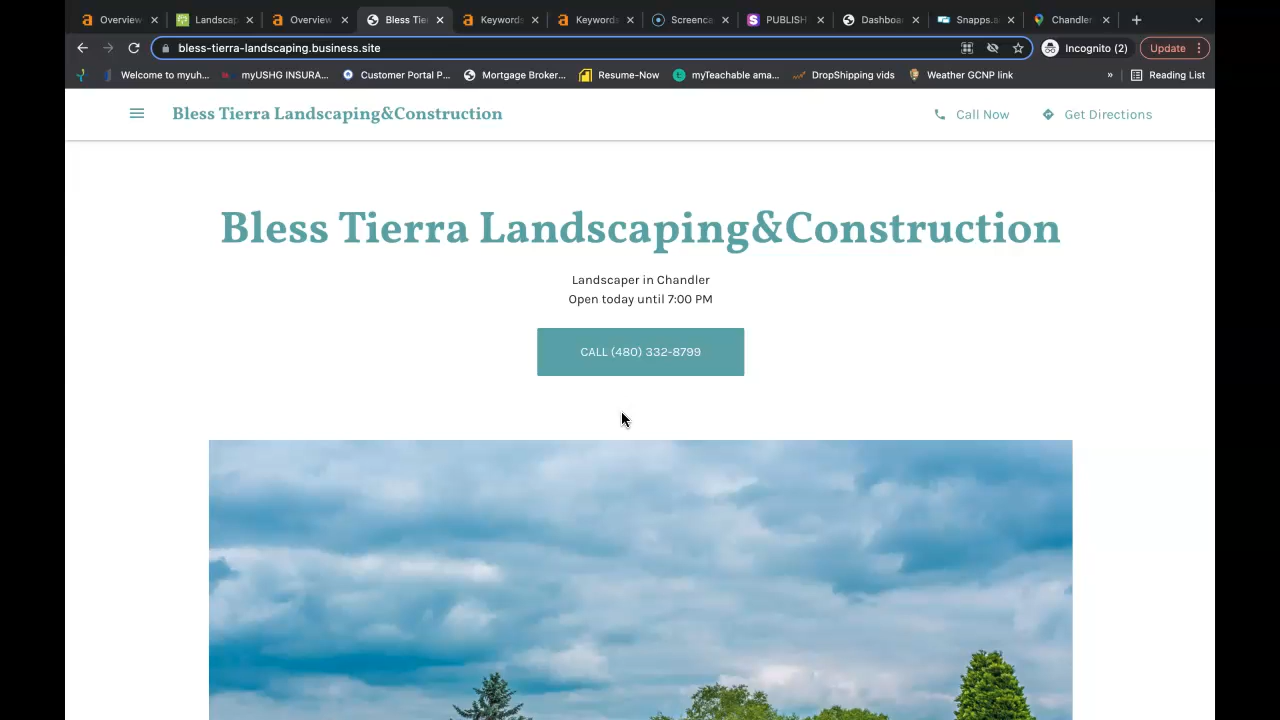 Overview
Landscap
Overview
Bless Tier
Keywords
Keywords
Screenca
PUBLISH
Dashboar
Snapps.a
Chandler
bless-tierra-landscaping.business.site
Incognito (2)
Update
Welcome to myuh...
myUSHG INSURA...
Customer Portal P...
Mortgage Broker...
Resume-Now
myTeachable ama...
DropShipping vids
Weather GCNP link
»
Reading List
Bless Tierra Landscaping&Construction
Call Now
Get Directions
Bless Tierra Landscaping&Construction
Landscaper in Chandler
Open today until 7:00 PM
CALL (480) 332-8799